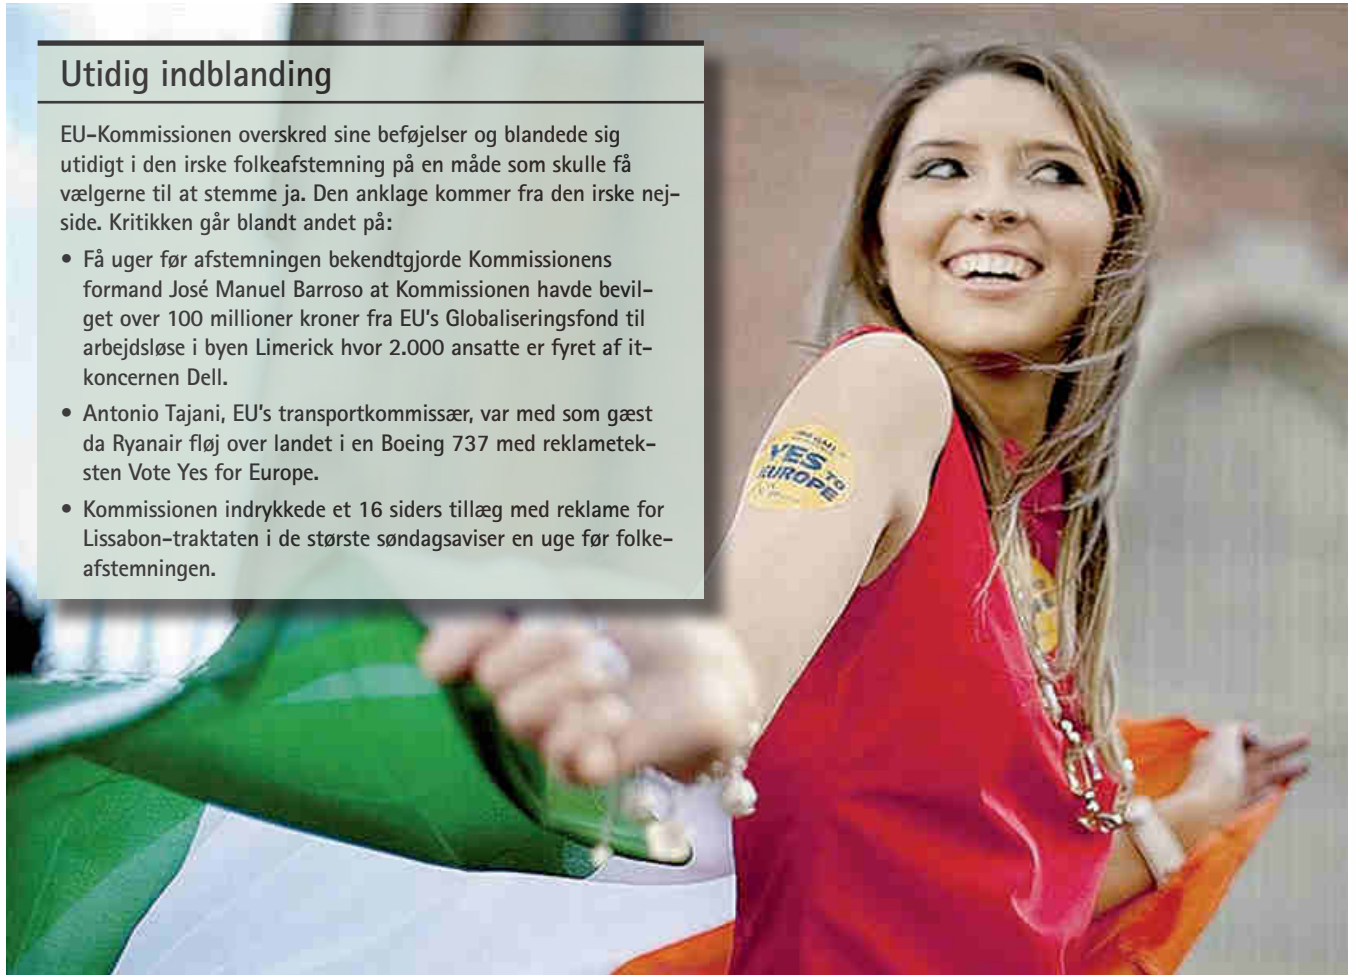 Utidig indblanding
EU-Kommissionen overskred sine beføjelser og blandede sig
utidigt i den irske folkeafstemning på en måde som skulle få
vælgerne til at stemme ja. Den anklage kommer fra den irske nej-
side. Kritikken går blandt andet på:
• Få uger før afstemningen bekendtgjorde Kommissionens
formand José Manuel Barroso at Kommissionen havde bevil-
get over 100 millioner kroner fra EU's Globaliseringsfond til
arbejdsløse i byen Limerick hvor 2.000 ansatte er fyret af it-
koncernen Dell.
• Antonio Tajani, EU's transportkommissær, var med som gæst
da Ryanair fløj over landet i en Boeing 737 med reklametek-
sten Vote Yes for Europe.
• Kommissionen indrykkede et 16 siders tillæg med reklame for
Lissabon-traktaten i de største søndagsaviser en uge før folke-
afstemningen.
YES TO
EUROPE